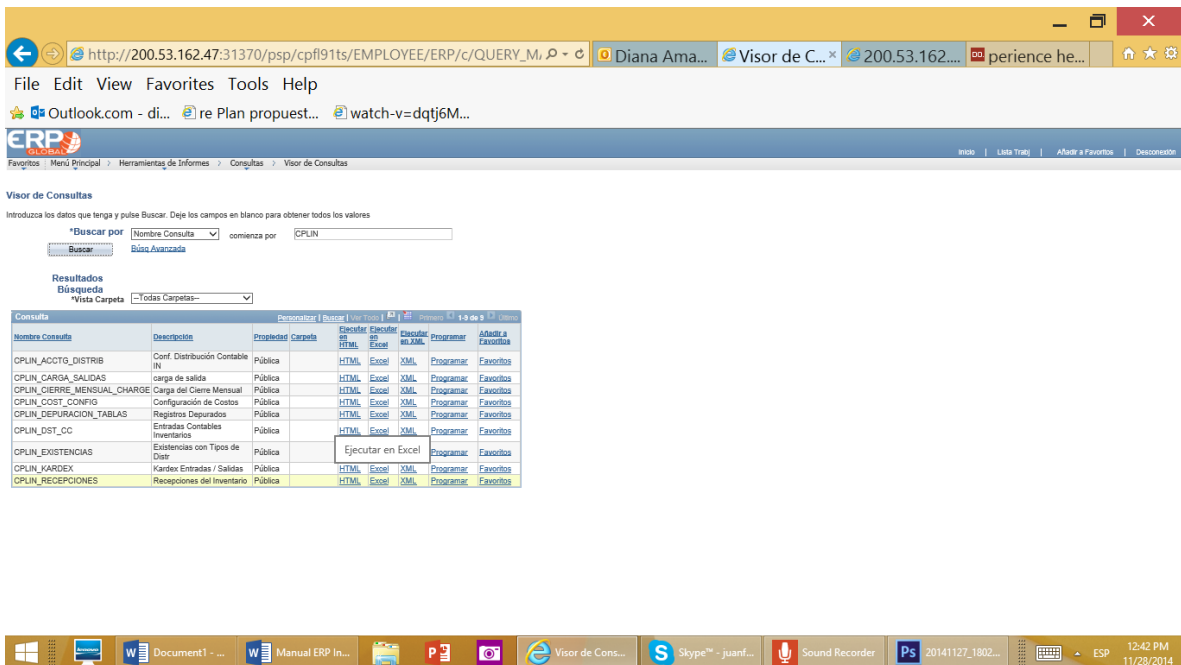 http://200.53.162.47:31370/psp/cpfl91ts/EMPLOYEE/ERP/c/QUERY_M
Diana Ama...
Visor de C...
200.53.162....
perience he...
File Edit View Favorites Tools Help
Outlook.com - di...
re Plan propuest...
watch-v=dqtj6M...
ERP
GLOBAL
Inicio | Lista Trabj | Añadir a Favoritos | Desconexión
Favoritos | Menú Principal > Herramientas de Informes > Consultas > Visor de Consultas
Visor de Consultas
Introduzca los datos que tenga y pulse Buscar. Deje los campos en blanco para obtener todos los valores
*Buscar por Nombre Consulta comienza por CPLIN
Buscar Búsq Avanzada
Resultados
Búsqueda
*Vista Carpeta --Todas Carpetas--
Consulta Personalizar | Buscar | Ver Todo | Primero 1-9 de 9 Último
Nombre Consulta Descripción Propiedad Carpeta Ejecutar en HTML Ejecutar en Excel Ejecutar en XML Programar Añadir a Favoritos
CPLIN_ACCTG_DISTRIB Conf. Distribución Contable IN Pública HTML Excel XML Programar Favoritos
CPLIN_CARGA_SALIDAS carga de salida Pública HTML Excel XML Programar Favoritos
CPLIN_CIERRE_MENSUAL_CHARGE Carga del Cierre Mensual Pública HTML Excel XML Programar Favoritos
CPLIN_COST_CONFIG Configuración de Costos Pública HTML Excel XML Programar Favoritos
CPLIN_DEPURACION_TABLAS Registros Depurados Pública HTML Excel XML Programar Favoritos
CPLIN_DST_CC Entradas Contables Inventarios Pública HTML Excel XML Programar Favoritos
CPLIN_EXISTENCIAS Existencias con Tipos de Distr Pública Programar Favoritos
Ejecutar en Excel
CPLIN_KARDEX Kardex Entradas / Salidas Pública HTML Excel XML Programar Favoritos
CPLIN_RECEPCIONES Recepciones del Inventario Pública HTML Excel XML Programar Favoritos
Document1 - ...
Manual ERP In...
Visor de Cons...
Skype™ - juanf...
Sound Recorder
20141127_1802...
ESP
12:42 PM
11/28/2014